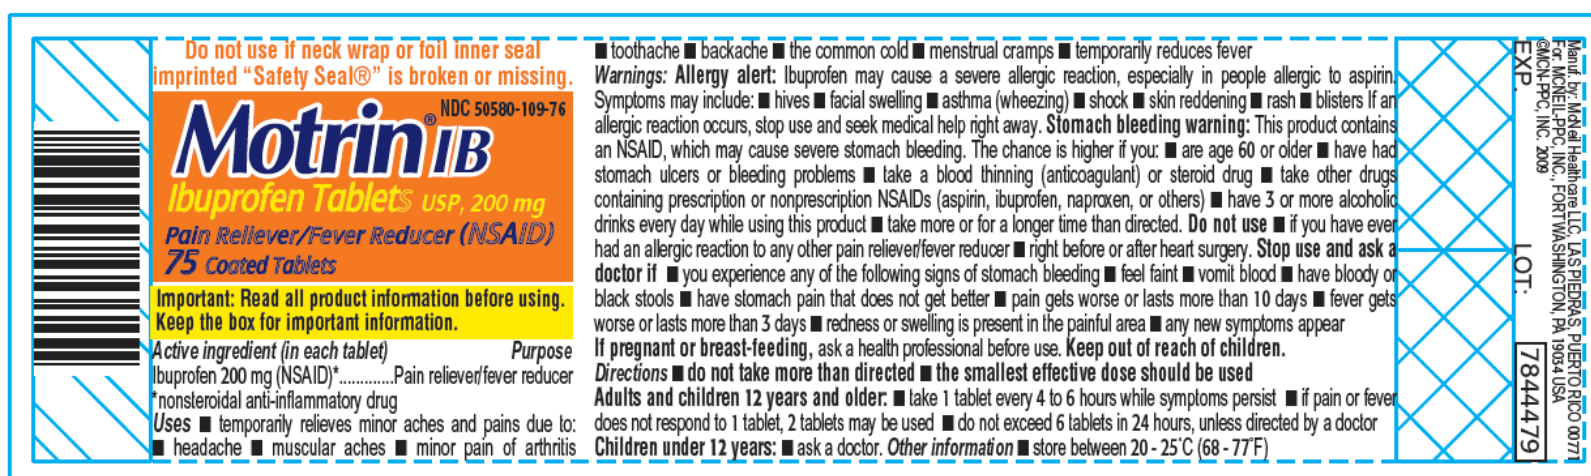 Do not use if neck wrap or foil inner seal
imprinted “Safety Seal®” is broken or missing.
NDC 50580-109-76
Motrin® IB
Ibuprofen Tablets USP, 200 mg
Pain Reliever/Fever Reducer (NSAID)
75 Coated Tablets
Important: Read all product information before using.
Keep the box for important information.
Active ingredient (in each tablet) Purpose
Ibuprofen 200 mg (NSAID)*.............Pain reliever/fever reducer
*nonsteroidal anti-inflammatory drug
Uses ■ temporarily relieves minor aches and pains due to:
■ headache ■ muscular aches ■ minor pain of arthritis
■ toothache ■ backache ■ the common cold ■ menstrual cramps ■ temporarily reduces fever
Warnings: Allergy alert: Ibuprofen may cause a severe allergic reaction, especially in people allergic to aspirin.
Symptoms may include: ■ hives ■ facial swelling ■ asthma (wheezing) ■ shock ■ skin reddening ■ rash ■ blisters If an
allergic reaction occurs, stop use and seek medical help right away. Stomach bleeding warning: This product contains
an NSAID, which may cause severe stomach bleeding. The chance is higher if you: ■ are age 60 or older ■ have had
stomach ulcers or bleeding problems ■ take a blood thinning (anticoagulant) or steroid drug ■ take other drugs
containing prescription or nonprescription NSAIDs (aspirin, ibuprofen, naproxen, or others) ■ have 3 or more alcoholic
drinks every day while using this product ■ take more or for a longer time than directed. Do not use ■ if you have ever
had an allergic reaction to any other pain reliever/fever reducer ■ right before or after heart surgery. Stop use and ask a
doctor if ■ you experience any of the following signs of stomach bleeding ■ feel faint ■ vomit blood ■ have bloody or
black stools ■ have stomach pain that does not get better ■ pain gets worse or lasts more than 10 days ■ fever gets
worse or lasts more than 3 days ■ redness or swelling is present in the painful area ■ any new symptoms appear
If pregnant or breast-feeding, ask a health professional before use. Keep out of reach of children.
Directions ■ do not take more than directed ■ the smallest effective dose should be used
Adults and children 12 years and older: ■ take 1 tablet every 4 to 6 hours while symptoms persist ■ if pain or fever
does not respond to 1 tablet, 2 tablets may be used ■ do not exceed 6 tablets in 24 hours, unless directed by a doctor
Children under 12 years: ■ ask a doctor. Other information ■ store between 20 - 25°C (68 - 77°F)
Manuf. by: McNeil Healthcare LLC, LAS PIEDRAS, PUERTO RICO 00771
For: MCNEIL-PPC, INC., FORT WASHINGTON, PA 19034 USA
©MCN-PPC, INC. 2009
EXP. LOT.
7844479